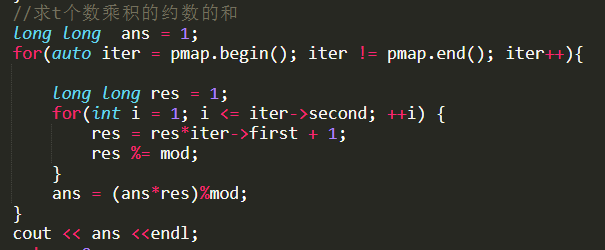 //求t个数乘积的约数的和
long long  ans = 1;
for(auto iter = pmap.begin(); iter != pmap.end(); iter++){
long long res = 1;
for(int i = 1; i <= iter->second; ++i) {
res = res*iter->first + 1;
res %= mod;
}
ans = (ans*res)%mod;
}
cout << ans <<endl;